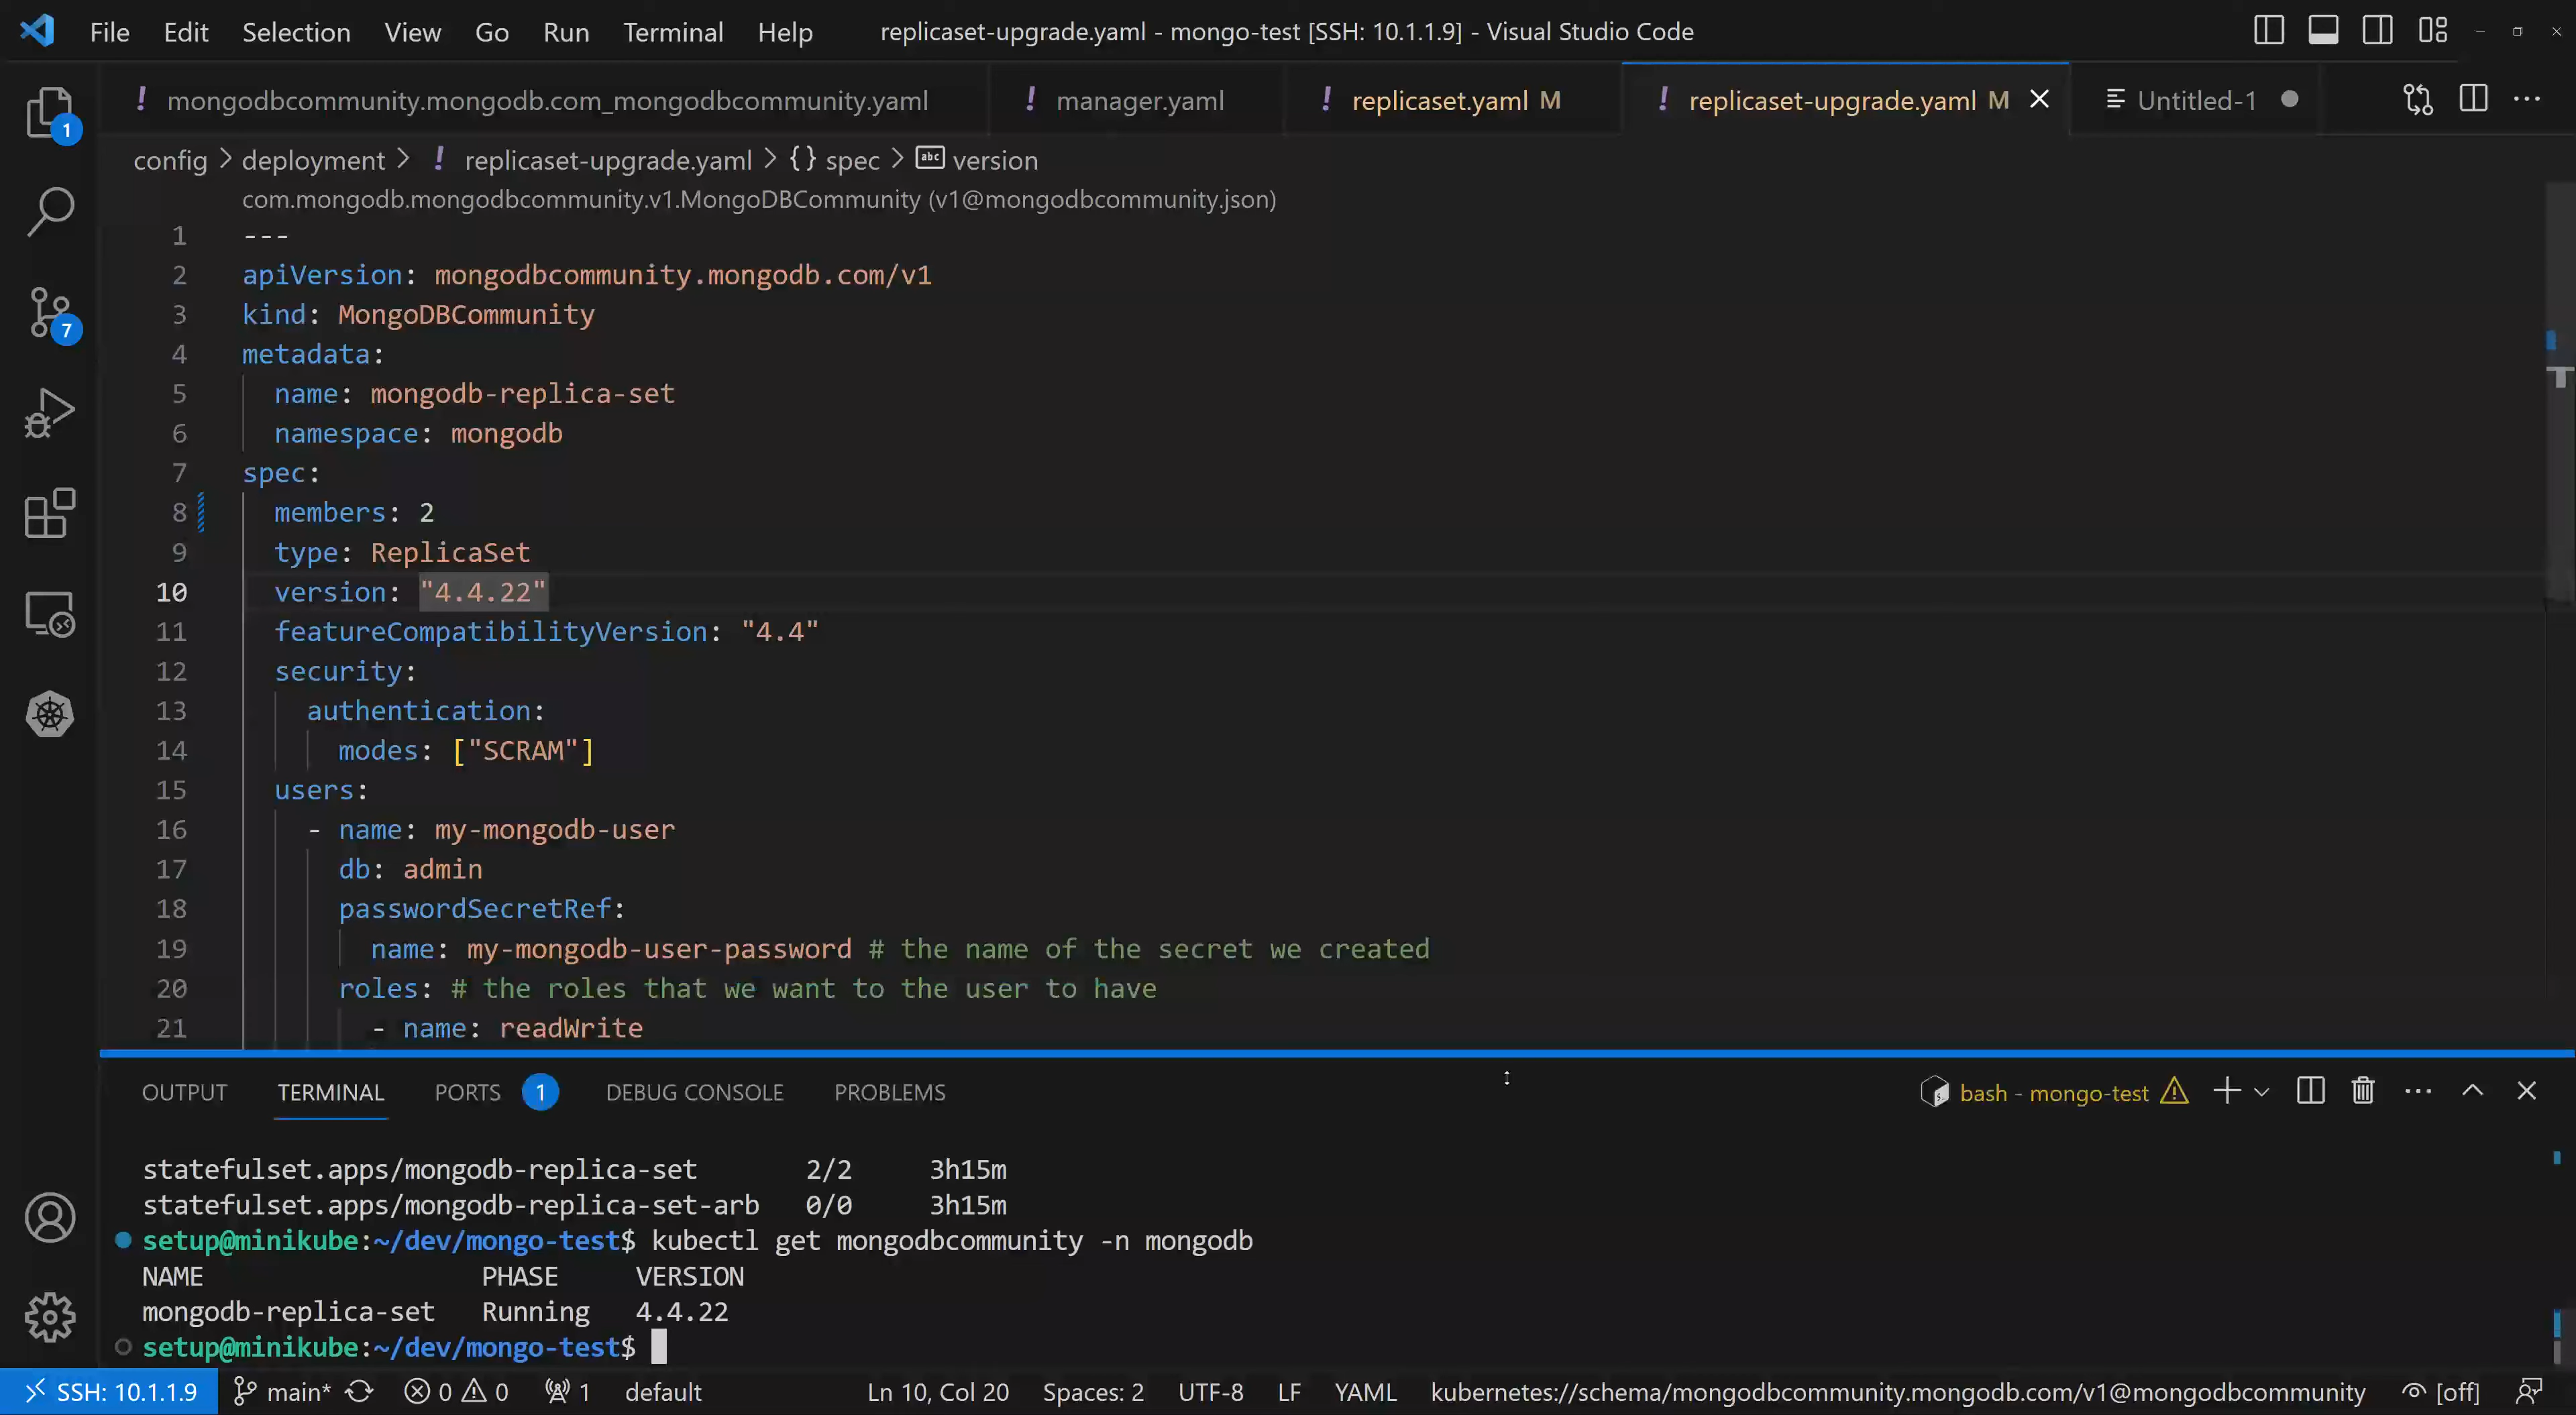 File Edit Selection View Go Run Terminal Help replicaset-upgrade.yaml - mongo-test [SSH: 10.1.1.9] - Visual Studio Code
! mongodbcommunity.mongodb.com_mongodbcommunity.yaml ! manager.yaml ! replicaset.yaml M ! replicaset-upgrade.yaml M Untitled-1
config > deployment > ! replicaset-upgrade.yaml > {} spec > abc version
com.mongodb.mongodbcommunity.v1.MongoDBCommunity (v1@mongodbcommunity.json)
1 ---
2 apiVersion: mongodbcommunity.mongodb.com/v1
3 kind: MongoDBCommunity
4 metadata:
5 name: mongodb-replica-set
6 namespace: mongodb
7 spec:
8 members: 2
9 type: ReplicaSet
10 version: "4.4.22"
11 featureCompatibilityVersion: "4.4"
12 security:
13 authentication:
14 modes: ["SCRAM"]
15 users:
16 - name: my-mongodb-user
17 db: admin
18 passwordSecretRef:
19 name: my-mongodb-user-password # the name of the secret we created
20 roles: # the roles that we want to the user to have
21 - name: readWrite
1
7
OUTPUT TERMINAL PORTS 1 DEBUG CONSOLE PROBLEMS bash - mongo-test
statefulset.apps/mongodb-replica-set 2/2 3h15m
statefulset.apps/mongodb-replica-set-arb 0/0 3h15m
setup@minikube:~/dev/mongo-test$ kubectl get mongodbcommunity -n mongodb
NAME PHASE VERSION
mongodb-replica-set Running 4.4.22
setup@minikube:~/dev/mongo-test$
SSH: 10.1.1.9 main* 0 0 1 default Ln 10, Col 20 Spaces: 2 UTF-8 LF YAML kubernetes://schema/mongodbcommunity.mongodb.com/v1@mongodbcommunity [off]